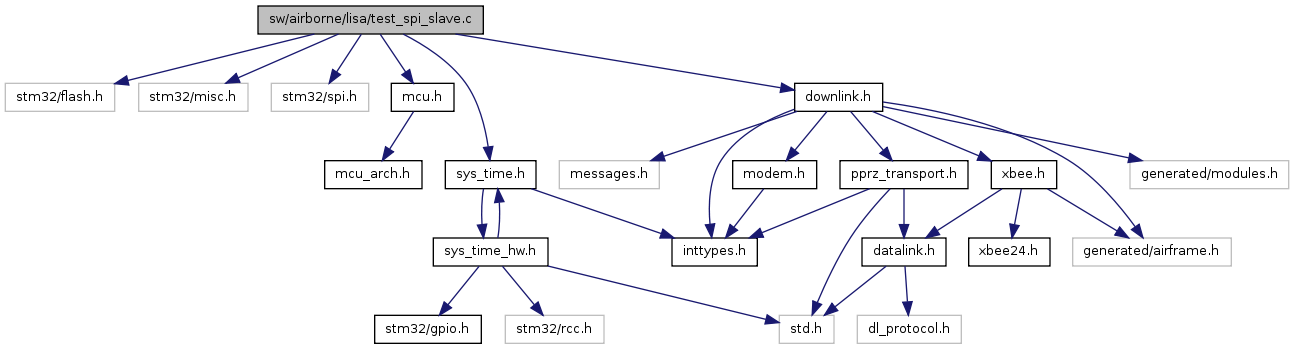 sw/airborne/lisa/test_spi_slave.c
stm32/flash.h
stm32/misc.h
stm32/spi.h
mcu.h
downlink.h
mcu_arch.h
sys_time.h
messages.h
modem.h
pprz_transport.h
xbee.h
generated/modules.h
sys_time_hw.h
inttypes.h
datalink.h
xbee24.h
generated/airframe.h
stm32/gpio.h
stm32/rcc.h
std.h
dl_protocol.h